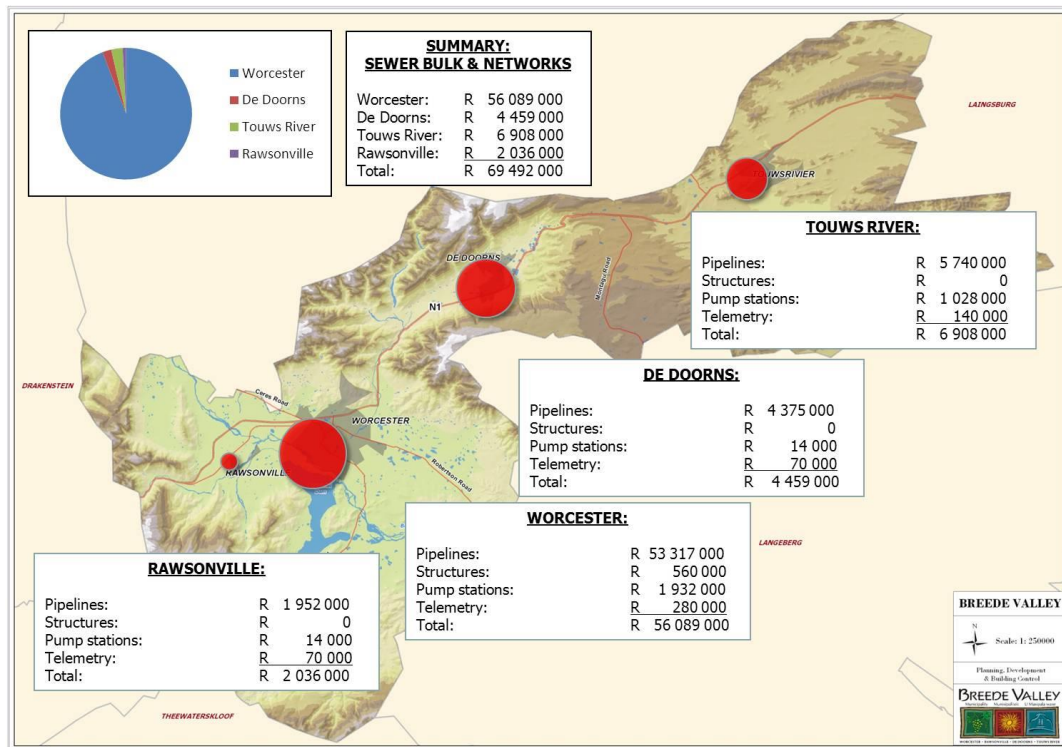 Worcester
De Doorns
Touws River
Rawsonville
SUMMARY:
SEWER BULK & NETWORKS
Worcester: R 56 089 000
De Doorns: R 4 459 000
Touws River: R 6 908 000
Rawsonville: R 2 036 000
Total: R 69 492 000
LAINGSBURG
TOUWSRIVIER
TOUWS RIVER:
Pipelines: R 5 740 000
Structures: R 0
Pump stations: R 1 028 000
Telemetry: R 140 000
Total: R 6 908 000
DE DOORNS
N1
Montagu Road
DE DOORNS:
Pipelines: R 4 375 000
Structures: R 0
Pump stations: R 14 000
Telemetry: R 70 000
Total: R 4 459 000
DRAKENSTEIN
Ceres Road
WORCESTER
RAWSONVILL
Robertson Road
WORCESTER:
Pipelines: R 53 317 000
Structures: R 560 000
Pump stations: R 1 932 000
Telemetry: R 280 000
Total: R 56 089 000
LANGEBERG
RAWSONVILLE:
Pipelines: R 1 952 000
Structures: R 0
Pump stations: R 14 000
Telemetry: R 70 000
Total: R 2 036 000
THEEWATERSKLOOF
BREEDE VALLEY
N
Scale: 1: 250000
Planning, Development
& Building Control
BREEDE VALLEY